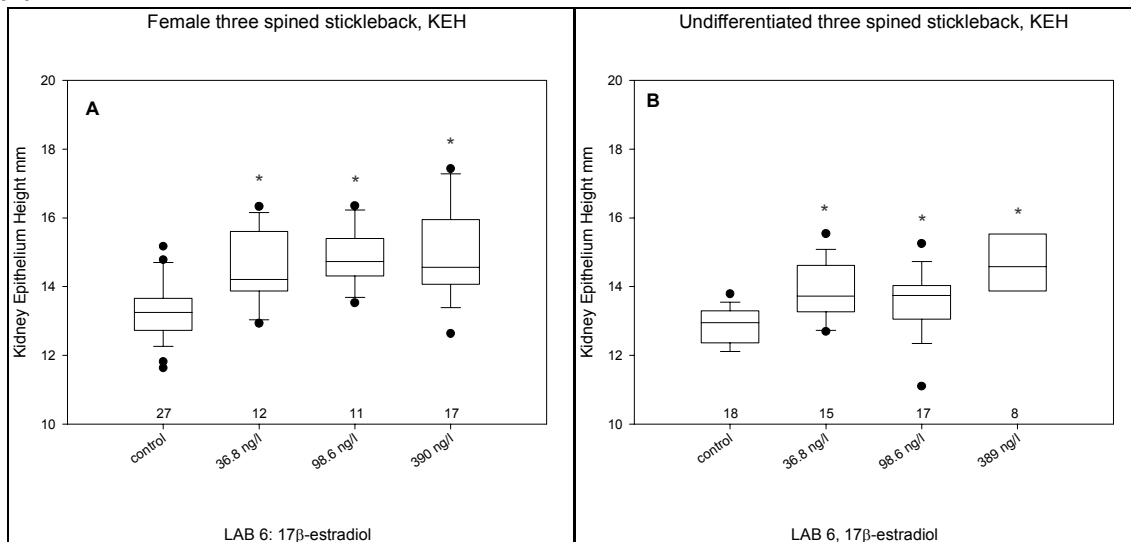 Female three spined stickleback, KEH
A
Kidney Epithelium Height mm
20
18
16
14
12
10
*
*
*
27
12
11
17
control
36.8 ng/l
98.6 ng/l
390 ng/l
LAB 6: 17β-estradiol
Undifferentiated three spined stickleback, KEH
B
Kidney Epithelium Height mm
20
18
16
14
12
10
*
*
*
18
15
17
8
control
36.8 ng/l
98.6 ng/l
389 ng/l
LAB 6, 17β-estradiol